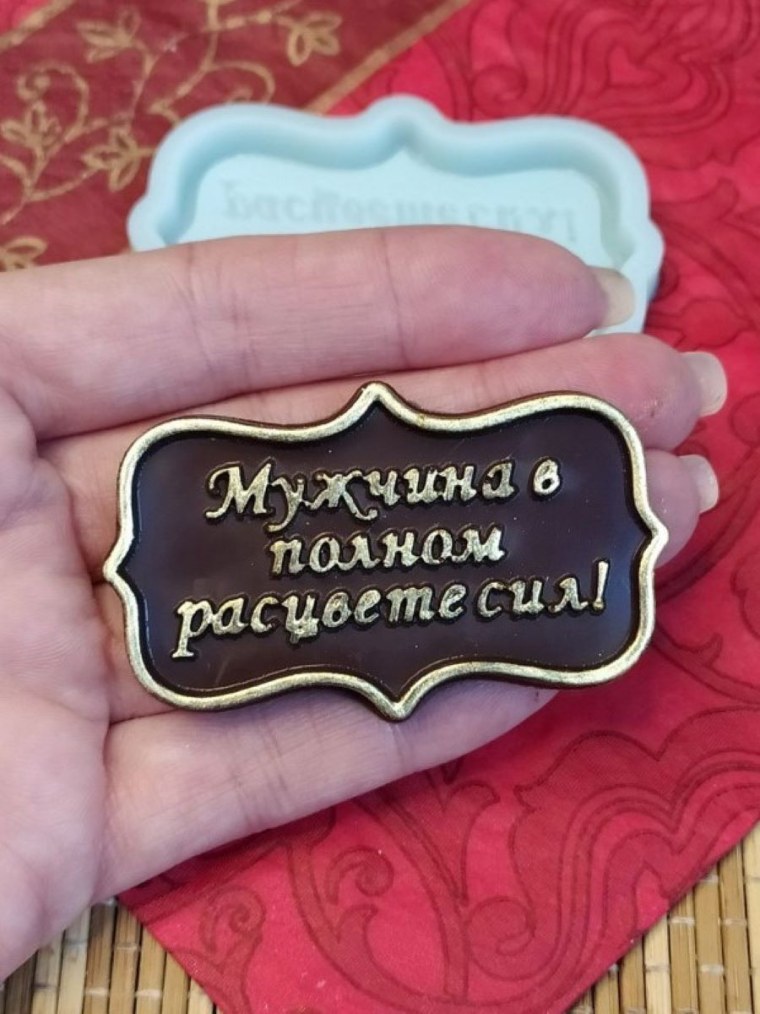 Мужчина в
полном
расцвете сил!